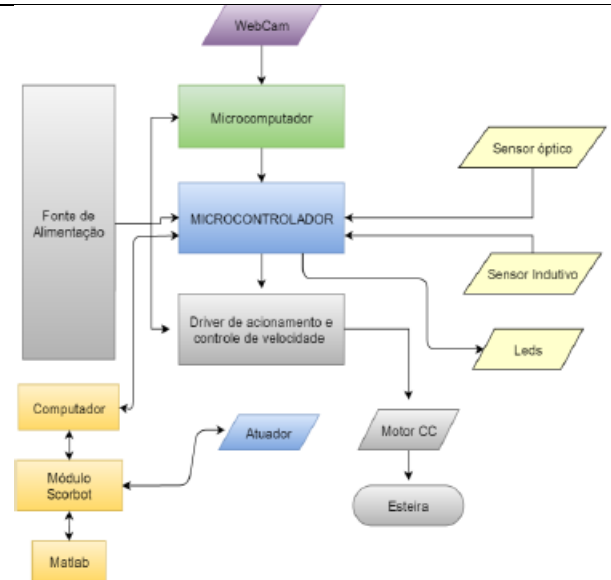 WebCam
Microcomputador
Sensor óptico
Fonte de
Alimentação
MICROCONTROLADOR
Sensor Indutivo
Driver de acionamento e
controle de velocidade
Leds
Computador
Atuador
Motor CC
Módulo
Scorbot
Esteira
Matlab